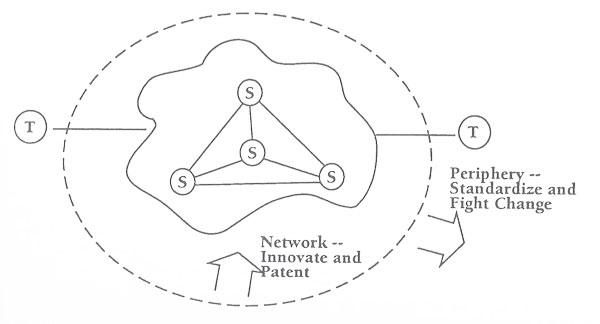 S
T
T
S
S
S
Periphery --
Standardize and
Fight Change
Network --
Innovate and
Patent